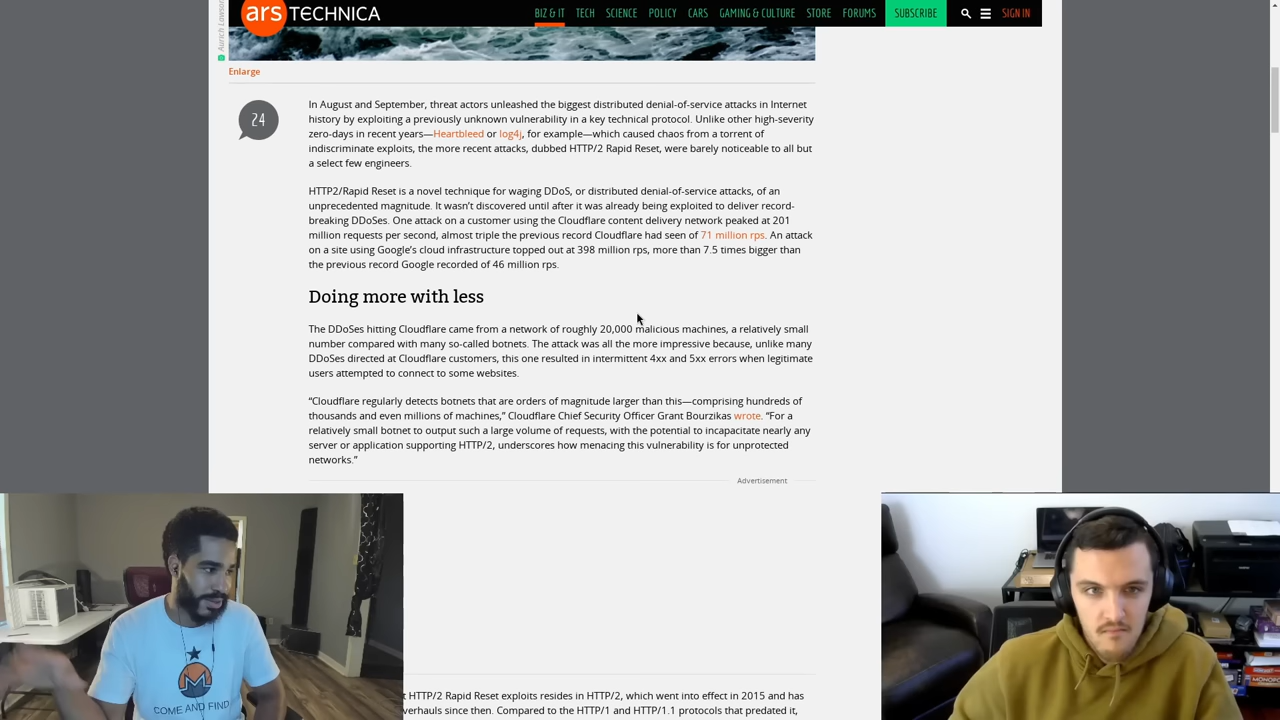 ars TECHNICA
BIZ & IT TECH SCIENCE POLICY CARS GAMING & CULTURE STORE FORUMS SUBSCRIBE SIGN IN
Aurich Lawson
Enlarge
24
In August and September, threat actors unleashed the biggest distributed denial-of-service attacks in Internet
history by exploiting a previously unknown vulnerability in a key technical protocol. Unlike other high-severity
zero-days in recent years—Heartbleed or log4j, for example—which caused chaos from a torrent of
indiscriminate exploits, the more recent attacks, dubbed HTTP/2 Rapid Reset, were barely noticeable to all but
a select few engineers.
HTTP2/Rapid Reset is a novel technique for waging DDoS, or distributed denial-of-service attacks, of an
unprecedented magnitude. It wasn’t discovered until after it was already being exploited to deliver record-
breaking DDoSes. One attack on a customer using the Cloudflare content delivery network peaked at 201
million requests per second, almost triple the previous record Cloudflare had seen of 71 million rps. An attack
on a site using Google’s cloud infrastructure topped out at 398 million rps, more than 7.5 times bigger than
the previous record Google recorded of 46 million rps.
Doing more with less
The DDoSes hitting Cloudflare came from a network of roughly 20,000 malicious machines, a relatively small
number compared with many so-called botnets. The attack was all the more impressive because, unlike many
DDoSes directed at Cloudflare customers, this one resulted in intermittent 4xx and 5xx errors when legitimate
users attempted to connect to some websites.
“Cloudflare regularly detects botnets that are orders of magnitude larger than this—comprising hundreds of
thousands and even millions of machines,” Cloudflare Chief Security Officer Grant Bourzikas wrote. “For a
relatively small botnet to output such a large volume of requests, with the potential to incapacitate nearly any
server or application supporting HTTP/2, underscores how menacing this vulnerability is for unprotected
networks.”
Advertisement
t HTTP/2 Rapid Reset exploits resides in HTTP/2, which went into effect in 2015 and has
verhauls since then. Compared to the HTTP/1 and HTTP/1.1 protocols that predated it,
COME AND FIND